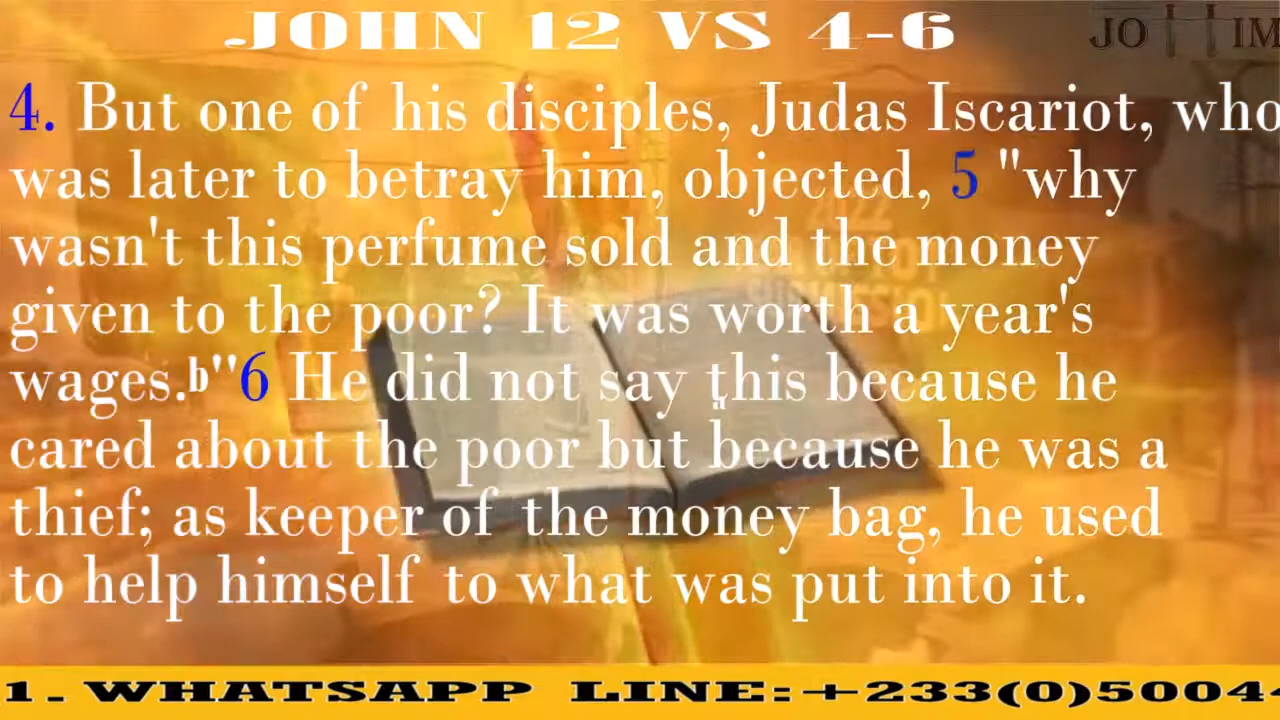 JOHN 12 VS 4-6
JO IM
4. But one of his disciples, Judas Iscariot, who
was later to betray him, objected, 5 "why
wasn't this perfume sold and the money
given to the poor? It was worth a year's
wages.b"6 He did not say this because he
cared about the poor but because he was a
thief; as keeper of the money bag, he used
to help himself to what was put into it.
1. WHATSAPP LINE:+233(0)5004